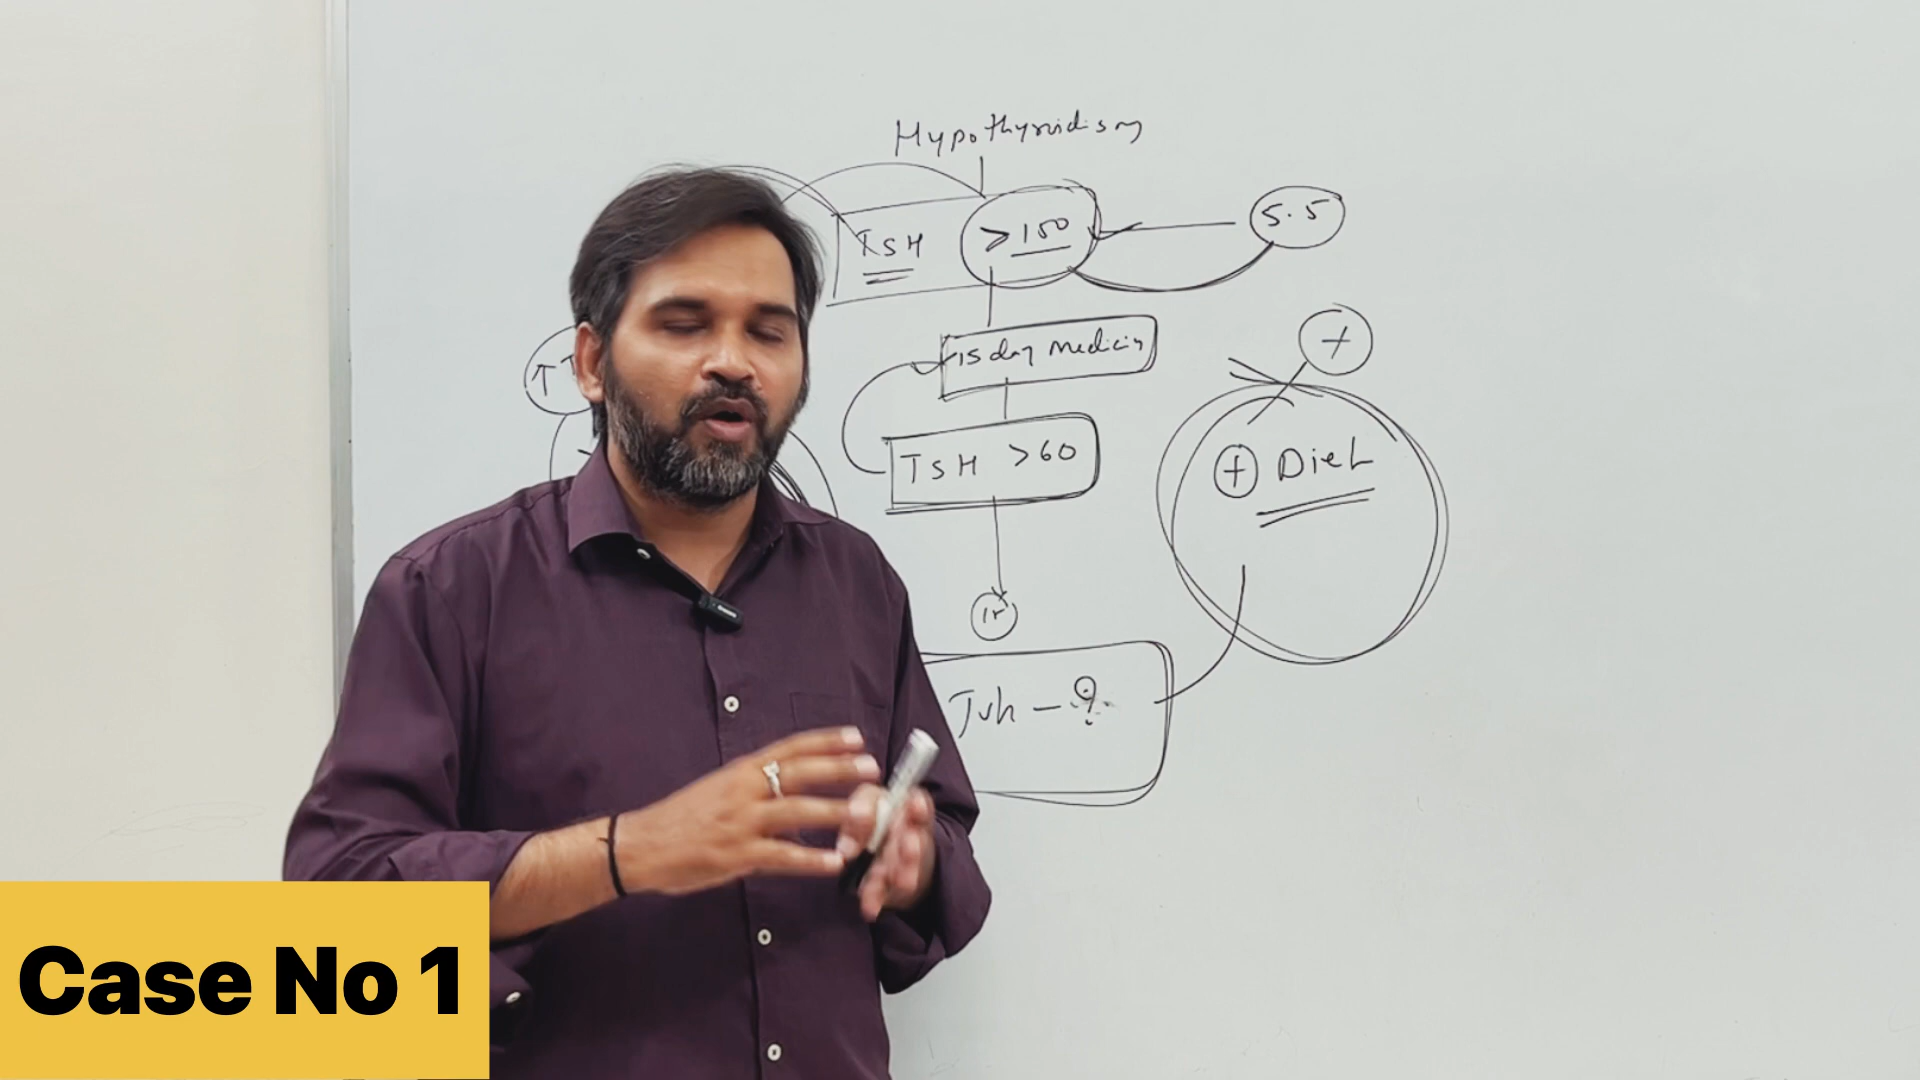 Hypothyroidism
TSH >150
5.5
15 day Medicin
+
TSH >60
+ Diet
↑ T
Case No 1